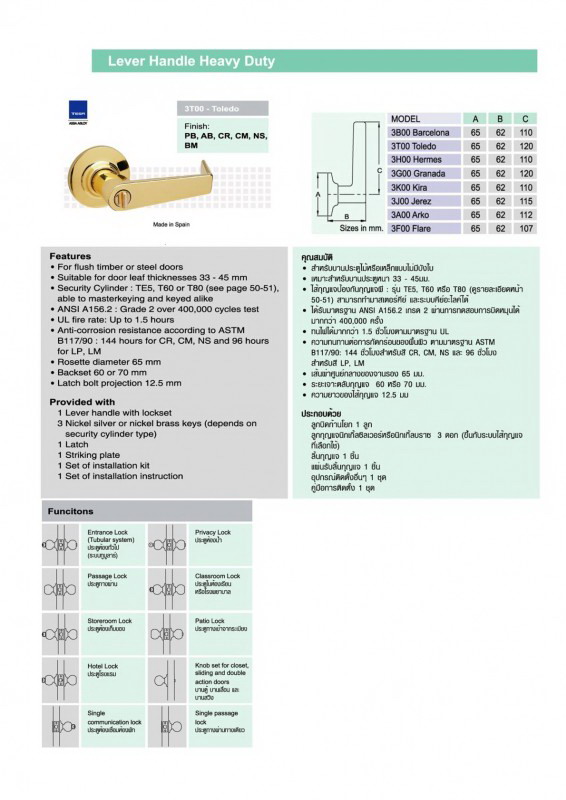 Lever Handle Heavy Duty
TESA
ASSA ABLOY
3T00 - Toledo
Finish:
PB, AB, CR, CM, NS,
BM
Made in Spain
A
B
C
Sizes in mm.
MODEL A B C
3B00 Barcelona 65 62 110
3T00 Toledo 65 62 120
3H00 Hermes 65 62 110
3G00 Granada 65 62 120
3K00 Kira 65 62 110
3J00 Jerez 65 62 115
3A00 Arko 65 62 112
3F00 Flare 65 62 107
Features
• For flush timber or steel doors
• Suitable for door leaf thicknesses 33 - 45 mm
• Security Cylinder : TE5, T60 or T80 (see page 50-51),
able to masterkeying and keyed alike
• ANSI A156.2 : Grade 2 over 400,000 cycles test
• UL fire rate: Up to 1.5 hours
• Anti-corrosion resistance according to ASTM
B117/90 : 144 hours for CR, CM, NS and 96 hours
for LP, LM
• Rosette diameter 65 mm
• Backset 60 or 70 mm
• Latch bolt projection 12.5 mm
Provided with
1 Lever handle with lockset
3 Nickel silver or nickel brass keys (depends on
security cylinder type)
1 Latch
1 Striking plate
1 Set of installation kit
1 Set of installation instruction
คุณสมบัติ
• สำหรับบานประตูไม้หรือเหล็กแบบไม่มีบังใบ
• เหมาะสำหรับบานประตูหนา 33 - 45มม.
• ไส้กุญแจป้องกันกุญแจผี : รุ่น TE5, T60 หรือ T80 (ดูรายละเอียดหน้า
50-51) สามารถทำมาสเตอร์คีย์ และระบบคีย์อะไลค์ได้
• ได้รับมาตรฐาน ANSI A156.2 เกรด 2 ผ่านการทดสอบการปิดหมุนได้
มากกว่า 400,000 ครั้ง
• ทนไฟได้มากกว่า 1.5 ชั่วโมงตามมาตรฐาน UL
• ความทนทานต่อการกัดกร่อนของพื้นผิว ตามมาตรฐาน ASTM
B117/90: 144 ชั่วโมงสำหรับสี CR, CM, NS และ 96 ชั่วโมง
สำหรับสี LP, LM
• เส้นผ่าศูนย์กลางของจานรอง 65 มม.
• ระยะเจาะตลับกุญแจ 60 หรือ 70 มม.
• ความยาวของไส้กุญแจ 12.5 มม
ประกอบด้วย
ลูกบิดก้านโยก 1 ลูก
ลูกกุญแจนิกเกิ้ลซิลเวอร์หรือนิกเกิ้ลบราซ 3 ดอก (ขึ้นกับระบบไส้กุญแจ
ที่เลือกใช้)
ลิ้นกุญแจ 1 ชิ้น
แผ่นรับลิ้นกุญแจ 1 ชิ้น
อุปกรณ์ติดตั้งอื่นๆ 1 ชุด
คู่มือการติดตั้ง 1 ชุด
Funcitons
Entrance Lock
(Tubular system)
ประตูห้องทั่วไป
(ระบบทูบูลาร์)
Privacy Lock
ประตูห้องน้ำ
Passage Lock
ประตูทางผ่าน
Classroom Lock
ประตูในห้องเรียน
หรือโรงพยาบาล
Storeroom Lock
ประตูห้องเก็บของ
Patio Lock
ประตูทางเข้าจากระเบียง
Hotel Lock
ประตูโรงแรม
Knob set for closet,
sliding and double
action doors
บานตู้ บานเลื่อน และ
บานสวิง
Single
communication lock
ประตูห้องเชื่อมห้องพัก
Single passage
lock
ประตูทางผ่านทางเดียว